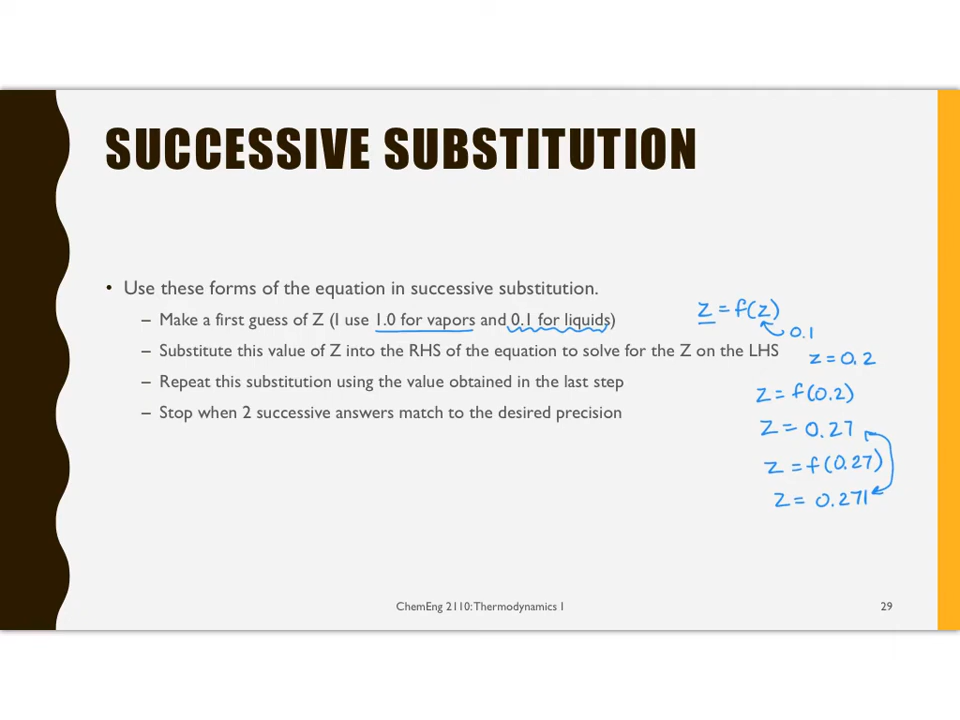 SUCCESSIVE SUBSTITUTION
• Use these forms of the equation in successive substitution.
– Make a first guess of Z (I use 1.0 for vapors and 0.1 for liquids)
– Substitute this value of Z into the RHS of the equation to solve for the Z on the LHS
– Repeat this substitution using the value obtained in the last step
– Stop when 2 successive answers match to the desired precision
z = f(z)
0.1
z = 0.2
z = f(0.2)
z = 0.27
z = f(0.27)
z = 0.271
ChemEng 2110: Thermodynamics I
29